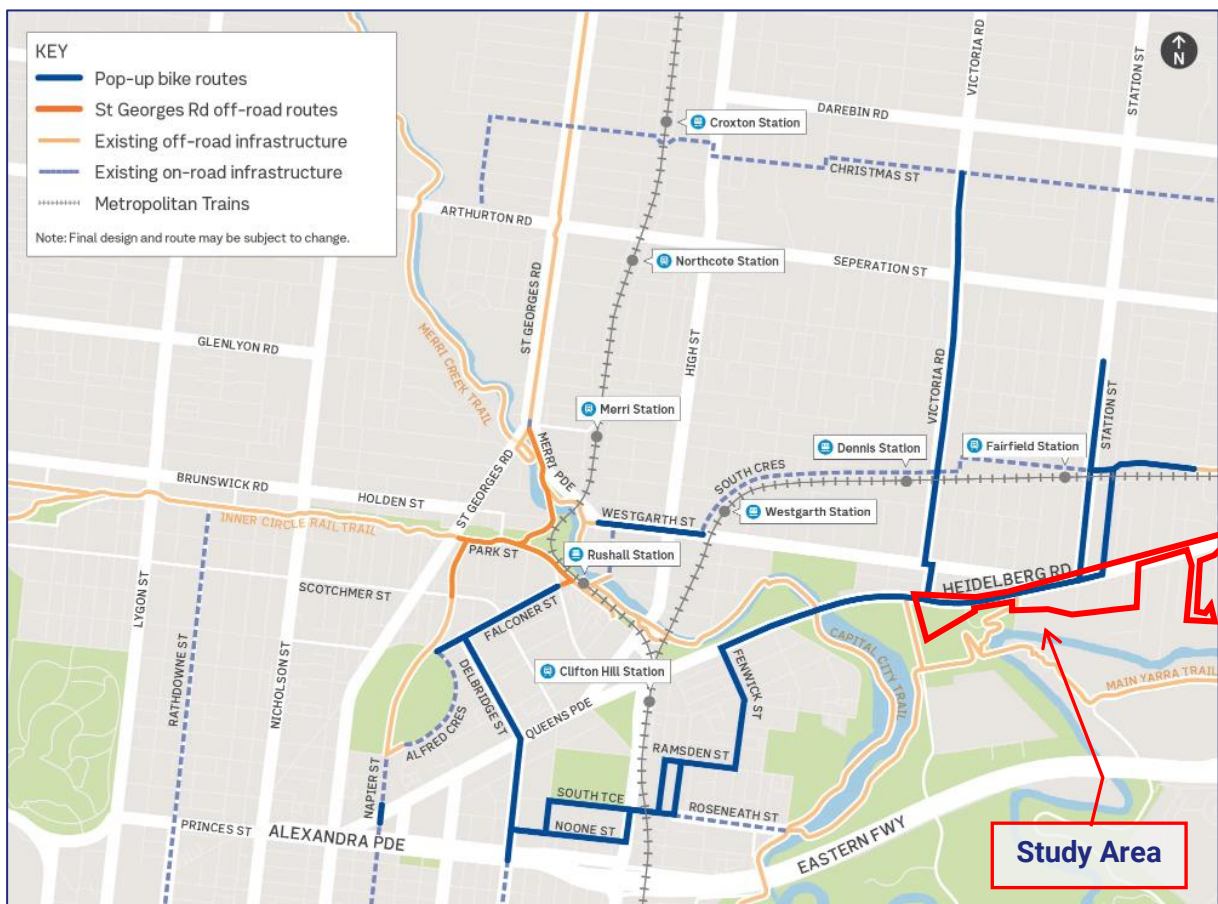 KEY
Pop-up bike routes
St Georges Rd off-road routes
Existing off-road infrastructure
Existing on-road infrastructure
Metropolitan Trains
Note: Final design and route may be subject to change.
N
VICTORIA RD
STATION ST
DAREBIN RD
Croxton Station
CHRISTMAS ST
ARTHURTON RD
Northcote Station
SEPERATION ST
ST GEORGES RD
MERRI CREEK TRAIL
GLENLYON RD
HIGH ST
VICTORIA RD
STATION ST
Merri Station
MERRI PDE
Dennis Station
Fairfield Station
SOUTH CRES
BRUNSWICK RD
HOLDEN ST
ST GEORGES RD
WESTGARTH ST
Westgarth Station
INNER CIRCLE RAIL TRAIL
PARK ST
Rushall Station
HEIDELBERG RD
SCOTCHMER ST
FALCONER ST
LYGON ST
RATHDOWNE ST
NICHOLSON ST
DELBRIDGE ST
Clifton Hill Station
FENWICK ST
CAPITAL CITY TRAIL
MAIN YARRA TRAIL
ALFRED CRES
QUEENS PDE
RAMSDEN ST
NAPIER ST
SOUTH TCE
ROSENEATH ST
NOONE ST
PRINCES ST
ALEXANDRA PDE
EASTERN FWY
Study Area